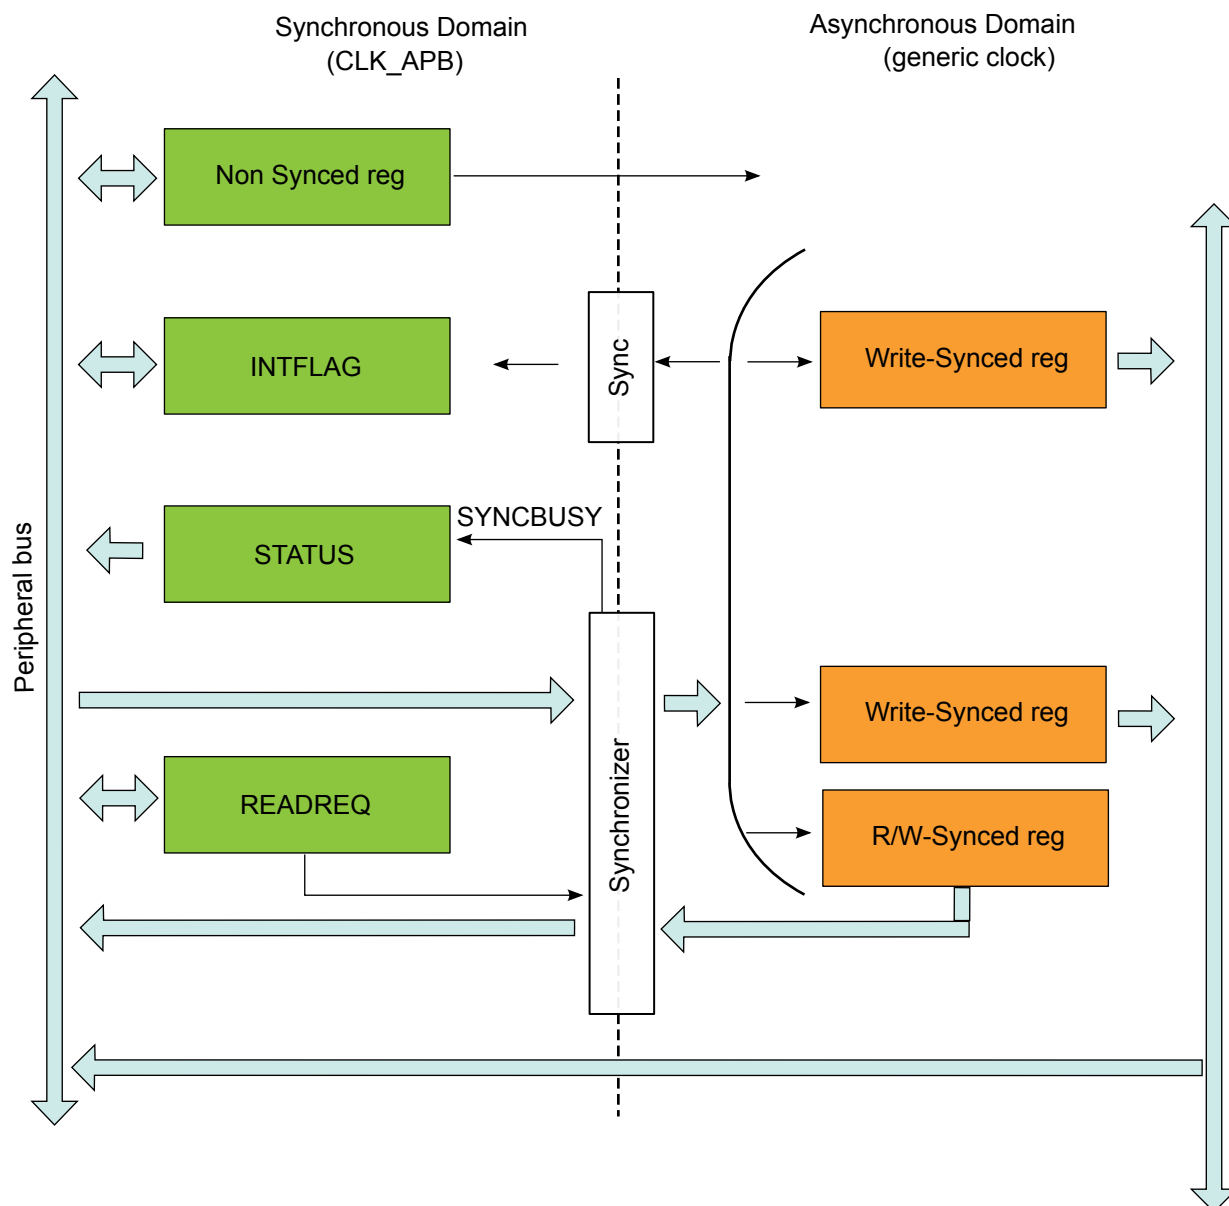 Synchronous Domain
(CLK_APB)
Asynchronous Domain
(generic clock)
Non Synced reg
INTFLAG
Sync
Write-Synced reg
SYNCBUSY
STATUS
Peripheral bus
Write-Synced reg
READREQ
Synchronizer
R/W-Synced reg